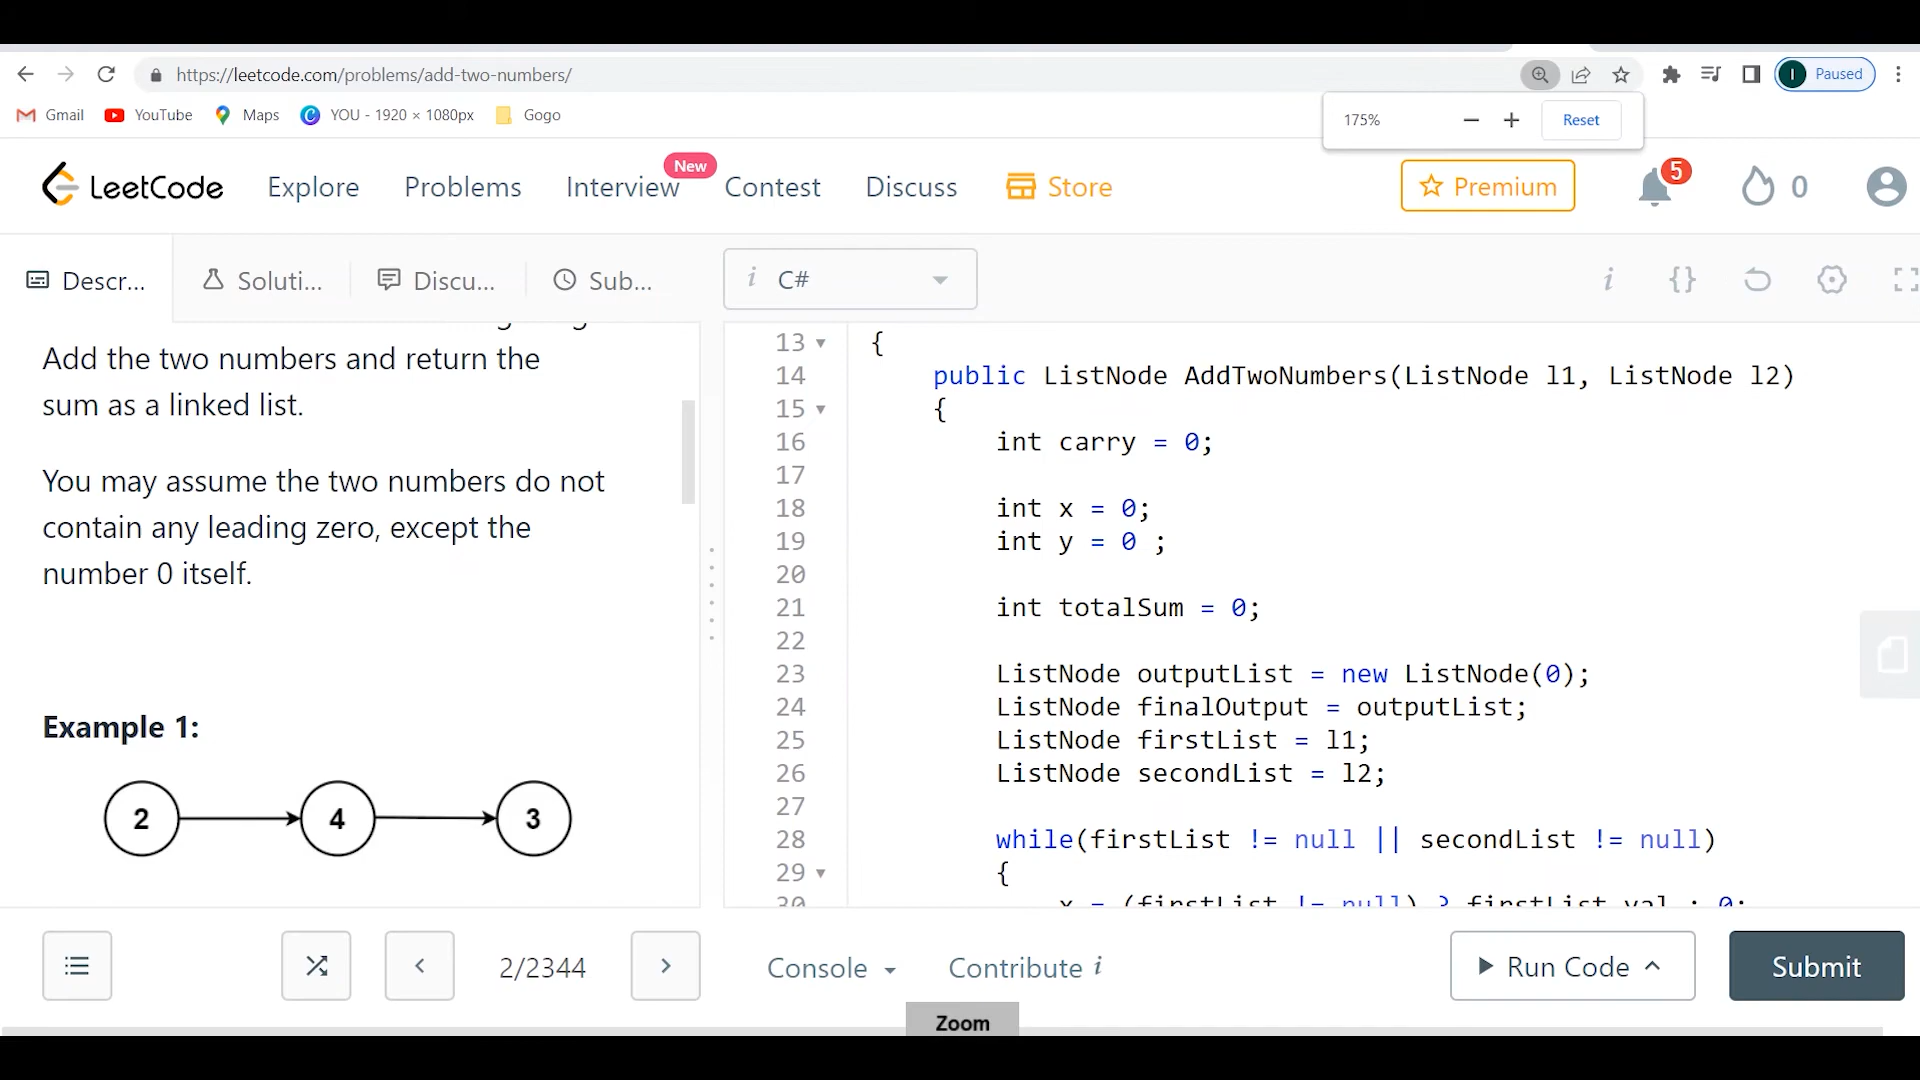 https://leetcode.com/problems/add-two-numbers/
Paused
Gmail
YouTube
Maps
YOU - 1920 × 1080px
Gogo
175%
Reset
LeetCode
Explore
Problems
Interview
New
Contest
Discuss
Store
Premium
5
0
Descr...
Soluti...
Discu...
Sub...
i C#
Add the two numbers and return the
sum as a linked list.
You may assume the two numbers do not
contain any leading zero, except the
number 0 itself.
Example 1:
2
4
3
13 {
14 public ListNode AddTwoNumbers(ListNode l1, ListNode l2)
15 {
16 int carry = 0;
17
18 int x = 0;
19 int y = 0 ;
20
21 int totalSum = 0;
22
23 ListNode outputList = new ListNode(0);
24 ListNode finalOutput = outputList;
25 ListNode firstList = l1;
26 ListNode secondList = l2;
27
28 while(firstList != null || secondList != null)
29 {
30 x = (firstList != null) ? firstList.val : 0;
2/2344
Console
Contribute i
Run Code
Submit
Zoom